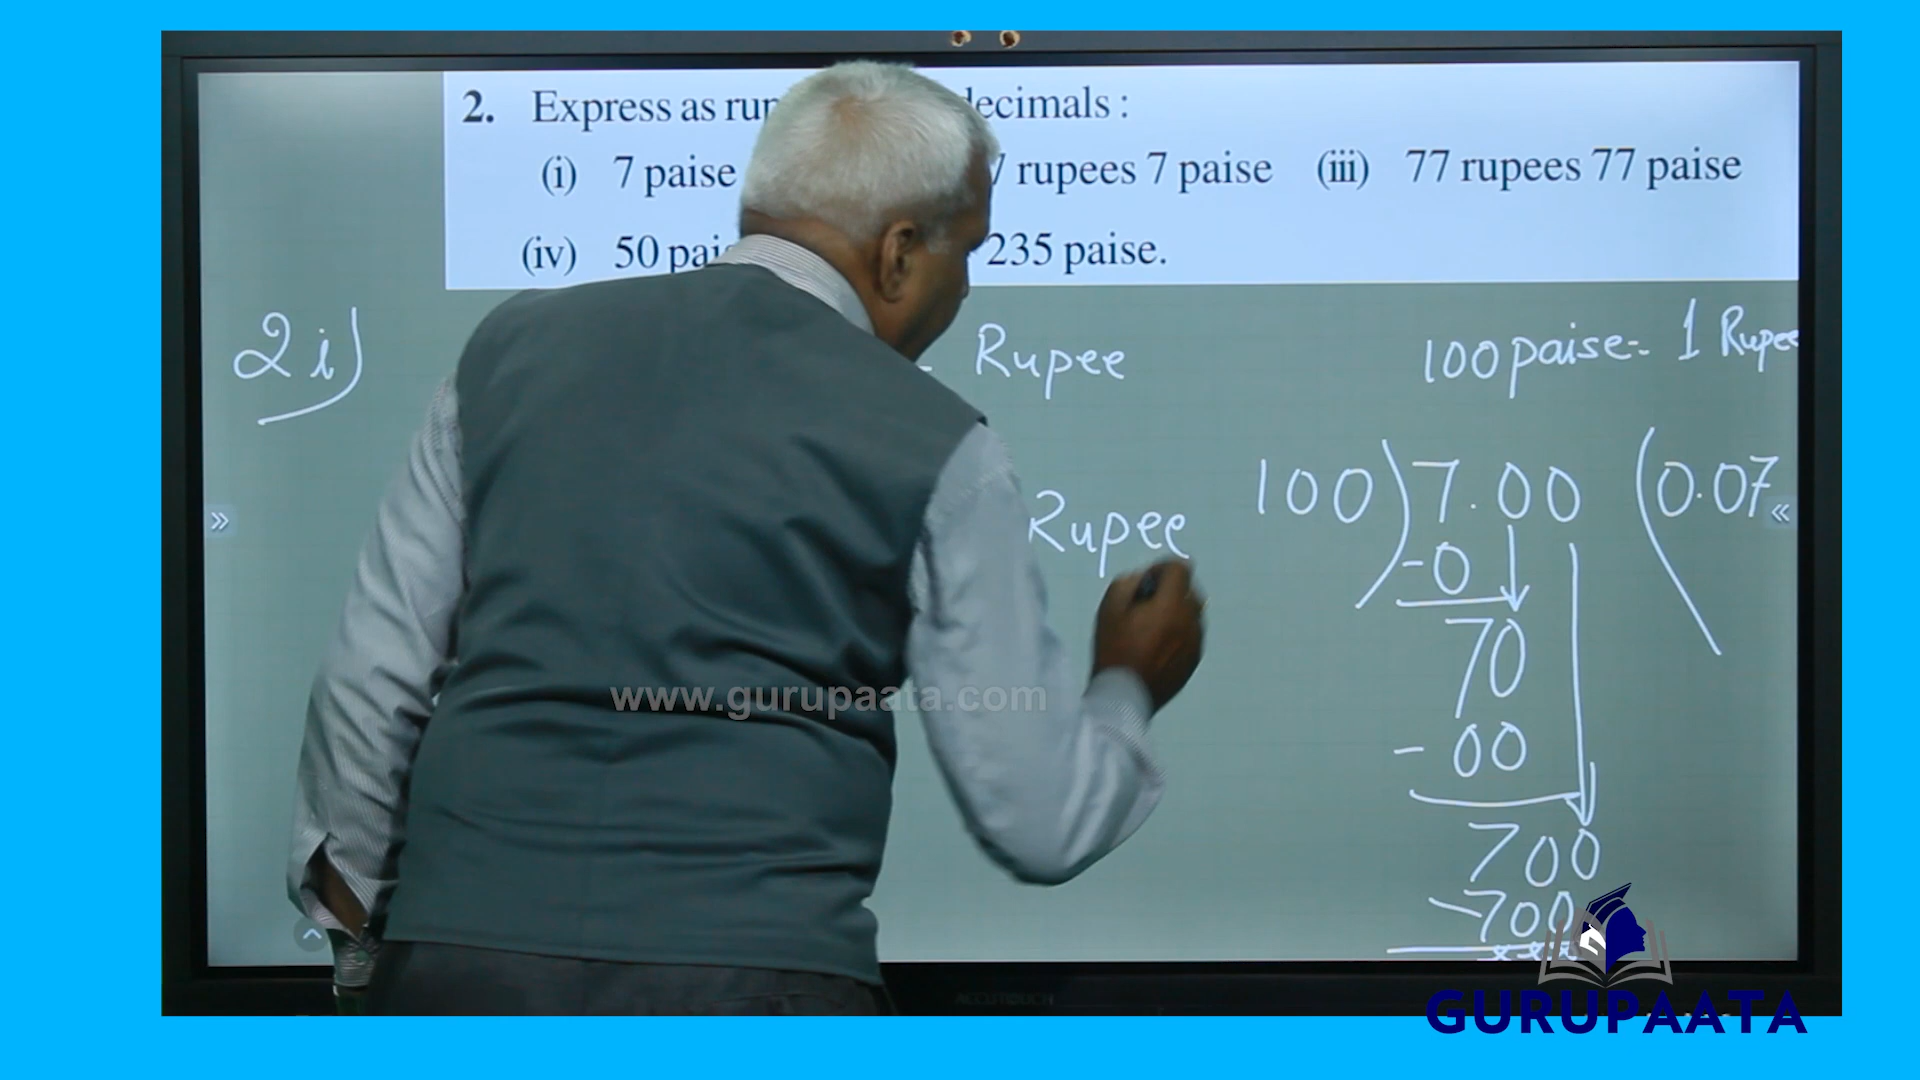 2. Express as decimals :
(i) 7 paise rupees 7 paise (iii) 77 rupees 77 paise
(iv) 50 235 paise.
2 i) Rupee 100 paise = 1 Rupee
100) 7.00 (0.07
Rupee
-0
70
- 00
700
- 700
www.gurupaata.com
GURUPAATA